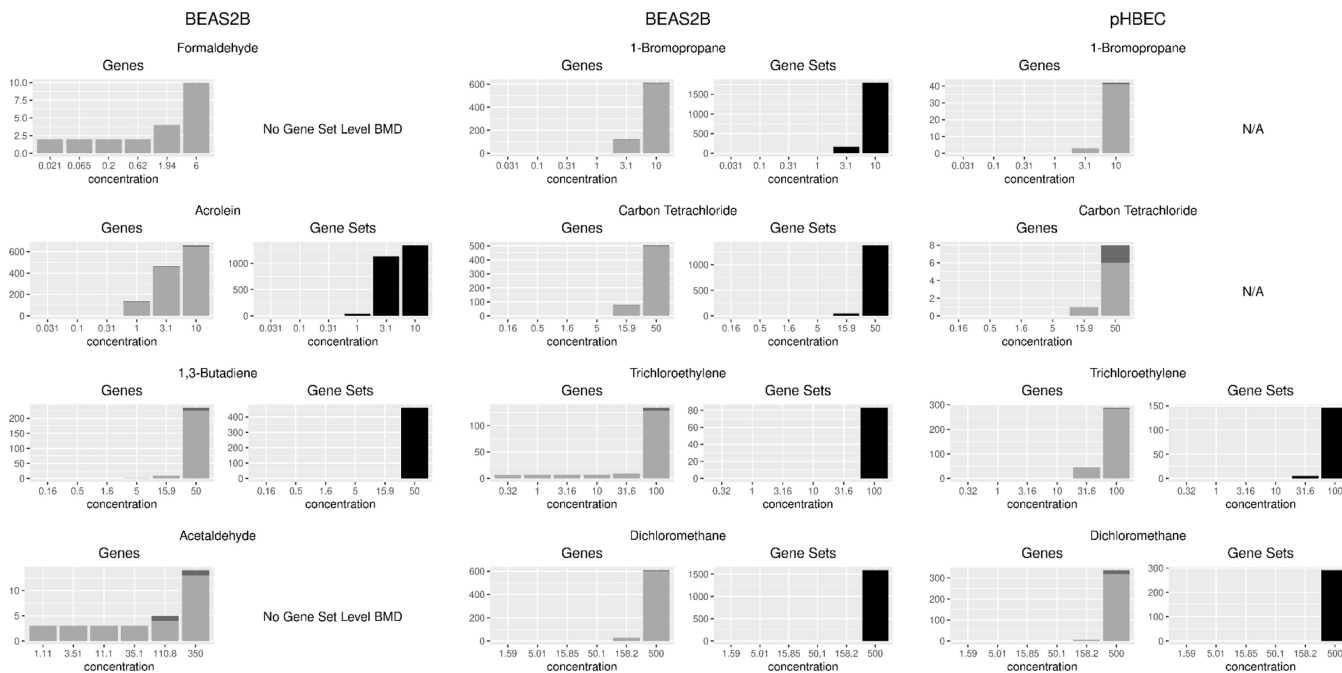 BEAS2B BEAS2B pHBEC
Formaldehyde 1-Bromopropane 1-Bromopropane
Genes Genes Gene Sets Genes
10.0
7.5
5.0
2.5
0.0
0.021 0.065 0.2 0.62 1.94 6
concentration
No Gene Set Level BMD
600
400
200
0
0.031 0.1 0.31 1 3.1 10
concentration
1500
1000
500
0
0.031 0.1 0.31 1 3.1 10
concentration
40
30
20
10
0
0.031 0.1 0.31 1 3.1 10
concentration
N/A
Acrolein Carbon Tetrachloride Carbon Tetrachloride
Genes Gene Sets Genes Gene Sets Genes
600
400
200
0
0.031 0.1 0.31 1 3.1 10
concentration
1000
500
0
0.031 0.1 0.31 1 3.1 10
concentration
500
400
300
200
100
0
0.16 0.5 1.6 5 15.9 50
concentration
1000
500
0
0.16 0.5 1.6 5 15.9 50
concentration
8
6
4
2
0
0.16 0.5 1.6 5 15.9 50
concentration
N/A
1,3-Butadiene Trichloroethylene Trichloroethylene
Genes Gene Sets Genes Gene Sets Genes Gene Sets
200
150
100
50
0
0.16 0.5 1.6 5 15.9 50
concentration
400
300
200
100
0
0.16 0.5 1.6 5 15.9 50
concentration
100
50
0
0.32 1 3.16 10 31.6 100
concentration
80
60
40
20
0
0.32 1 3.16 10 31.6 100
concentration
300
200
100
0
0.32 1 3.16 10 31.6 100
concentration
150
100
50
0
0.32 1 3.16 10 31.6 100
concentration
Acetaldehyde Dichloromethane Dichloromethane
Genes Genes Gene Sets Genes Gene Sets
10
5
0
1.11 3.51 11.1 35.1 110.8 350
concentration
No Gene Set Level BMD
600
400
200
0
1.59 5.01 15.85 50.1 158.2 500
concentration
1500
1000
500
0
1.59 5.01 15.85 50.1 158.2 500
concentration
300
200
100
0
1.59 5.01 15.85 50.1 158.2 500
concentration
300
200
100
0
1.59 5.01 15.85 50.1 158.2 500
concentration